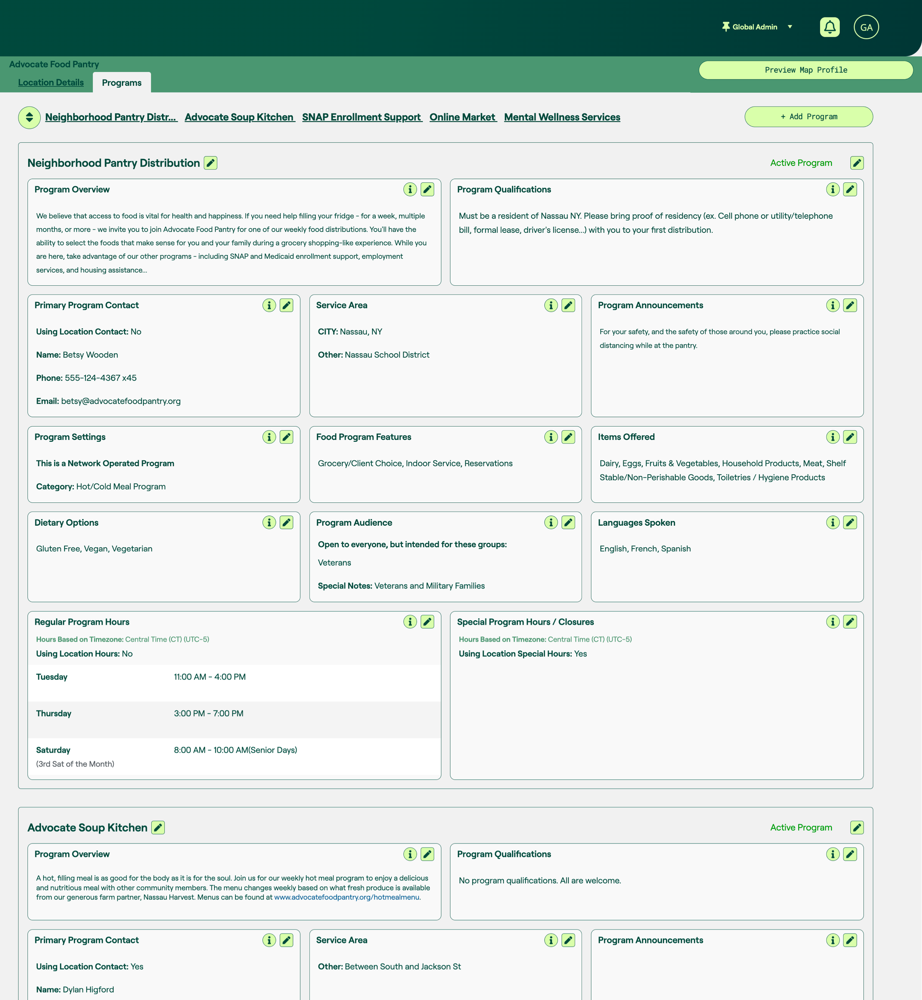 Global Admin
GA
Advocate Food Pantry
Preview Map Profile
Location Details
Programs
Neighborhood Pantry Distr... Advocate Soup Kitchen SNAP Enrollment Support Online Market Mental Wellness Services
+ Add Program
Neighborhood Pantry Distribution
Active Program
Program Overview
We believe that access to food is vital for health and happiness. If you need help filling your fridge - for a week, multiple
months, or more - we invite you to join Advocate Food Pantry for one of our weekly food distributions. You'll have the
ability to select the foods that make sense for you and your family during a grocery shopping-like experience. While you
are here, take advantage of our other programs - including SNAP and Medicaid enrollment support, employment
services, and housing assistance...
Program Qualifications
Must be a resident of Nassau NY. Please bring proof of residency (ex. Cell phone or utility/telephone
bill, formal lease, driver's license...) with you to your first distribution.
Primary Program Contact
Using Location Contact: No
Name: Betsy Wooden
Phone: 555-124-4367 x45
Email: betsy@advocatefoodpantry.org
Service Area
CITY: Nassau, NY
Other: Nassau School District
Program Announcements
For your safety, and the safety of those around you, please practice social
distancing while at the pantry.
Program Settings
This is a Network Operated Program
Category: Hot/Cold Meal Program
Food Program Features
Grocery/Client Choice, Indoor Service, Reservations
Items Offered
Dairy, Eggs, Fruits & Vegetables, Household Products, Meat, Shelf
Stable/Non-Perishable Goods, Toiletries / Hygiene Products
Dietary Options
Gluten Free, Vegan, Vegetarian
Program Audience
Open to everyone, but intended for these groups:
Veterans
Special Notes: Veterans and Military Families
Languages Spoken
English, French, Spanish
Regular Program Hours
Hours Based on Timezone: Central Time (CT) (UTC-5)
Using Location Hours: No
Tuesday 11:00 AM - 4:00 PM
Thursday 3:00 PM - 7:00 PM
Saturday 8:00 AM - 10:00 AM(Senior Days)
(3rd Sat of the Month)
Special Program Hours / Closures
Hours Based on Timezone: Central Time (CT) (UTC-5)
Using Location Special Hours: Yes
Advocate Soup Kitchen
Active Program
Program Overview
A hot, filling meal is as good for the body as it is for the soul. Join us for our weekly hot meal program to enjoy a delicious
and nutritious meal with other community members. The menu changes weekly based on what fresh produce is available
from our generous farm partner, Nassau Harvest. Menus can be found at www.advocatefoodpantry.org/hotmealmenu.
Program Qualifications
No program qualifications. All are welcome.
Primary Program Contact
Using Location Contact: Yes
Name: Dylan Higford
Service Area
Other: Between South and Jackson St
Program Announcements